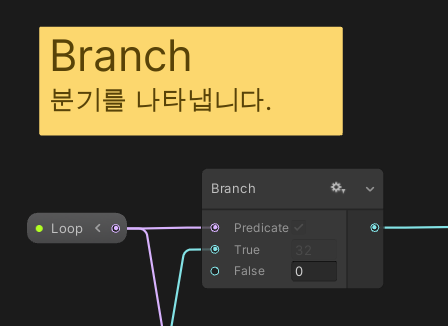 Branch
분기를 나타냅니다.
Branch
Loop <
Predicate
True 32
False 0